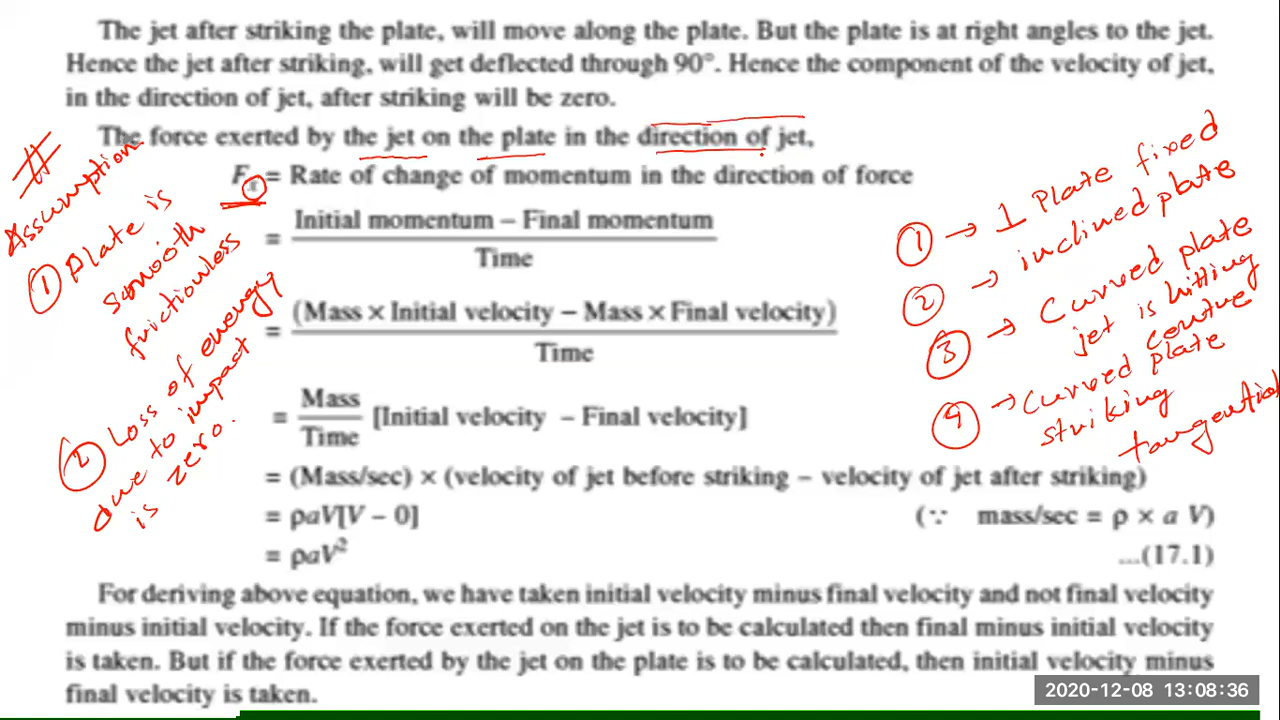 The jet after striking the plate, will move along the plate. But the plate is at right angles to the jet.
Hence the jet after striking, will get deflected through 90°. Hence the component of the velocity of jet,
in the direction of jet, after striking will be zero.
The force exerted by the jet on the plate in the direction of jet,
Fx = Rate of change of momentum in the direction of force
= (Initial momentum – Final momentum) / Time
= (Mass × Initial velocity – Mass × Final velocity) / Time
= Mass / Time [Initial velocity – Final velocity]
= (Mass/sec) × (velocity of jet before striking – velocity of jet after striking)
= ρaV[V – 0] (∵ mass/sec = ρ × a V)
= ρaV² ...(17.1)
For deriving above equation, we have taken initial velocity minus final velocity and not final velocity
minus initial velocity. If the force exerted on the jet is to be calculated then final minus initial velocity
is taken. But if the force exerted by the jet on the plate is to be calculated, then initial velocity minus
final velocity is taken.
#
Assumption
① Plate is
smooth
frictionless
② Loss of energy
due to impact
is zero.
① → ⊥ Plate fixed
② → inclined plate
③ → Curved plate
jet is hitting
centre
④ → Curved plate
striking
tangential
2020-12-08 13:08:36